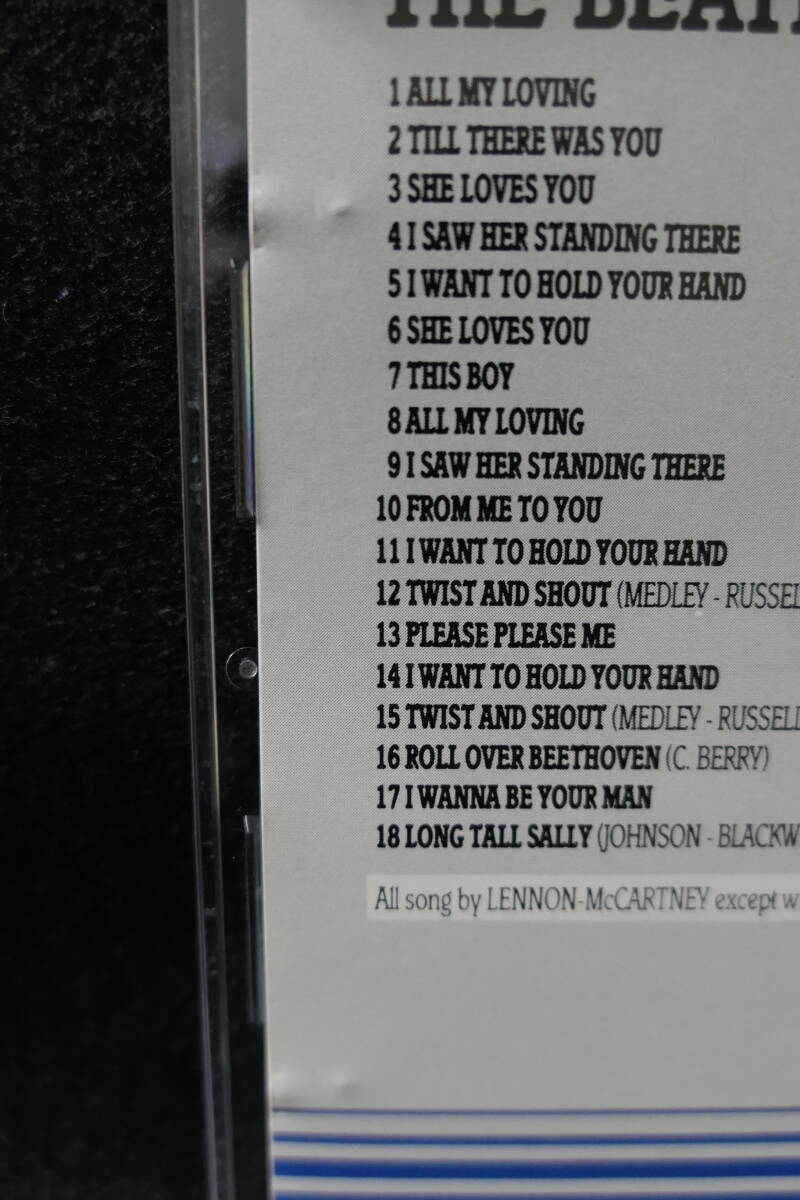 THE BEAT
1 ALL MY LOVING
2 TILL THERE WAS YOU
3 SHE LOVES YOU
4 I SAW HER STANDING THERE
5 I WANT TO HOLD YOUR HAND
6 SHE LOVES YOU
7 THIS BOY
8 ALL MY LOVING
9 I SAW HER STANDING THERE
10 FROM ME TO YOU
11 I WANT TO HOLD YOUR HAND
12 TWIST AND SHOUT (MEDLEY - RUSSEL
13 PLEASE PLEASE ME
14 I WANT TO HOLD YOUR HAND
15 TWIST AND SHOUT (MEDLEY - RUSSELL
16 ROLL OVER BEETHOVEN (C. BERRY)
17 I WANNA BE YOUR MAN
18 LONG TALL SALLY (JOHNSON - BLACKW
All song by LENNON-McCARTNEY except w